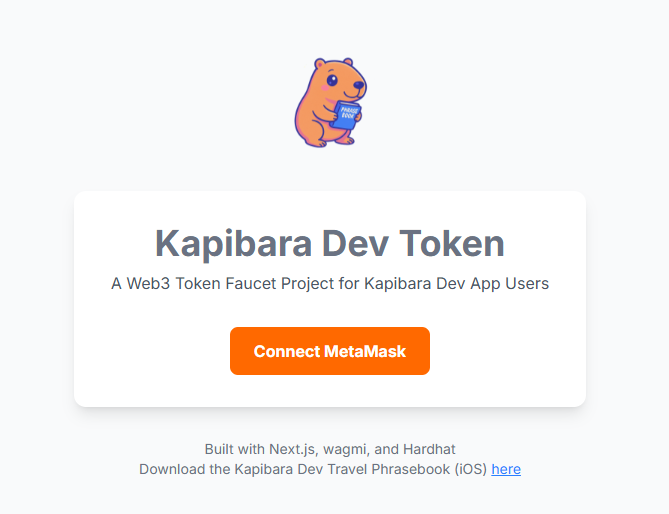 PHRASE
BOOK
Kapibara Dev Token
A Web3 Token Faucet Project for Kapibara Dev App Users
Connect MetaMask
Built with Next.js, wagmi, and Hardhat
Download the Kapibara Dev Travel Phrasebook (iOS) here